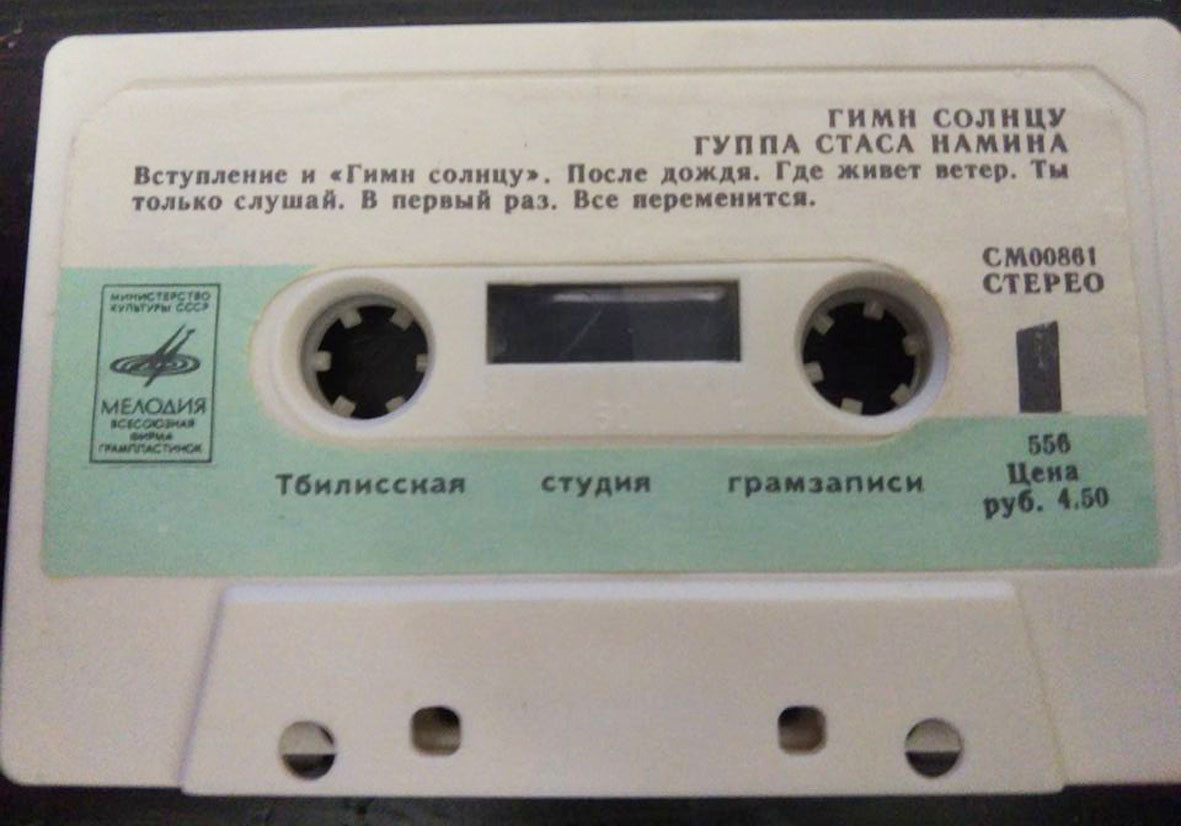 ГИМН СОЛНЦУ
ГУППА СТАСА НАМИНА
Вступление и «Гимн солнцу». После дождя. Где живет ветер. Ты
только слушай. В первый раз. Все переменится.
СМ00861
СТЕРЕО
1
МИНИСТЕРСТВО
КУЛЬТУРЫ СССР
МЕЛОДИЯ
ВСЕСОЮЗНАЯ
ФИРМА
ГРАМПЛАСТИНОК
Тбилисская студия грамзаписи
556
Цена
руб. 4.50